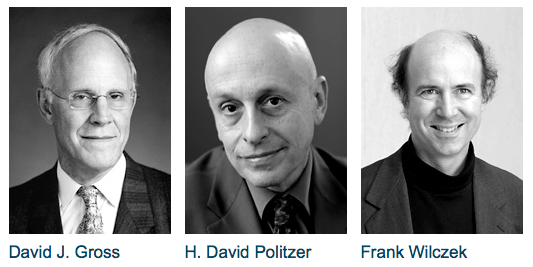 David J. Gross
H. David Politzer
Frank Wilczek